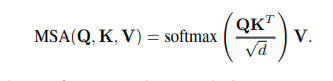 MSA(Q, K, V) = softmax ( QK^T / √d ) V.